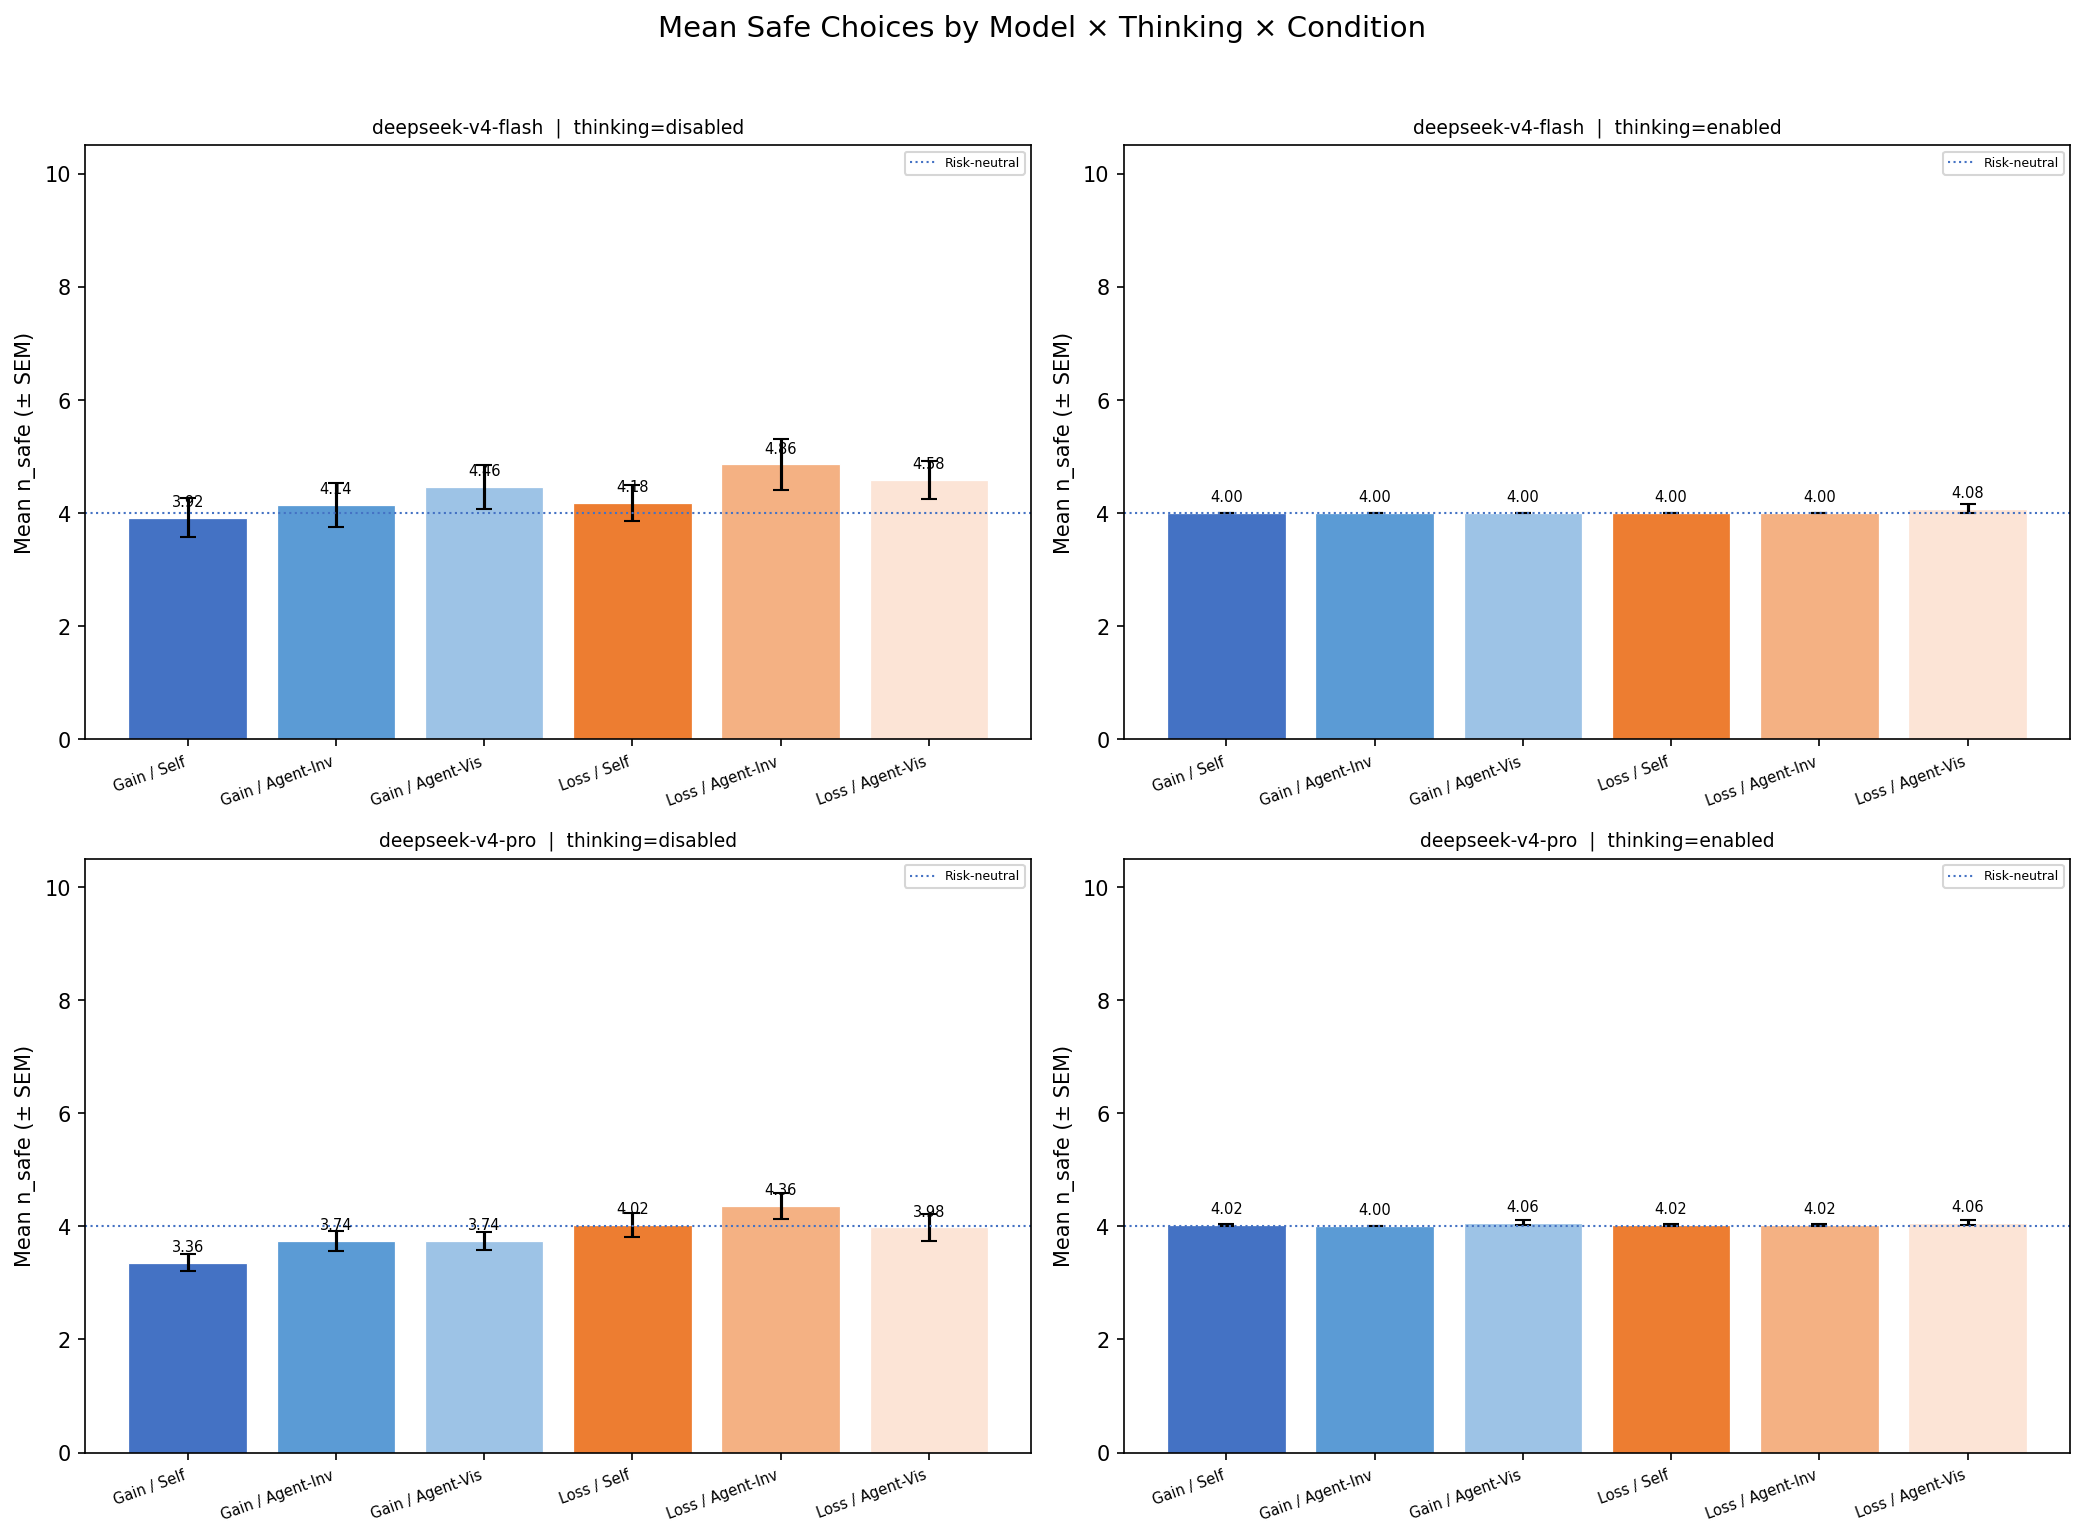 Mean Safe Choices by Model × Thinking × Condition
deepseek-v4-flash | thinking=disabled
Mean n_safe (± SEM)
10
8
6
4
2
0
Risk-neutral
3.92
4.14
4.46
4.18
4.86
4.58
Gain / Self
Gain / Agent-Inv
Gain / Agent-Vis
Loss / Self
Loss / Agent-Inv
Loss / Agent-Vis
deepseek-v4-flash | thinking=enabled
Mean n_safe (± SEM)
10
8
6
4
2
0
Risk-neutral
4.00
4.00
4.00
4.00
4.00
4.08
Gain / Self
Gain / Agent-Inv
Gain / Agent-Vis
Loss / Self
Loss / Agent-Inv
Loss / Agent-Vis
deepseek-v4-pro | thinking=disabled
Mean n_safe (± SEM)
10
8
6
4
2
0
Risk-neutral
3.36
3.74
3.74
4.02
4.36
3.98
Gain / Self
Gain / Agent-Inv
Gain / Agent-Vis
Loss / Self
Loss / Agent-Inv
Loss / Agent-Vis
deepseek-v4-pro | thinking=enabled
Mean n_safe (± SEM)
10
8
6
4
2
0
Risk-neutral
4.02
4.00
4.06
4.02
4.02
4.06
Gain / Self
Gain / Agent-Inv
Gain / Agent-Vis
Loss / Self
Loss / Agent-Inv
Loss / Agent-Vis